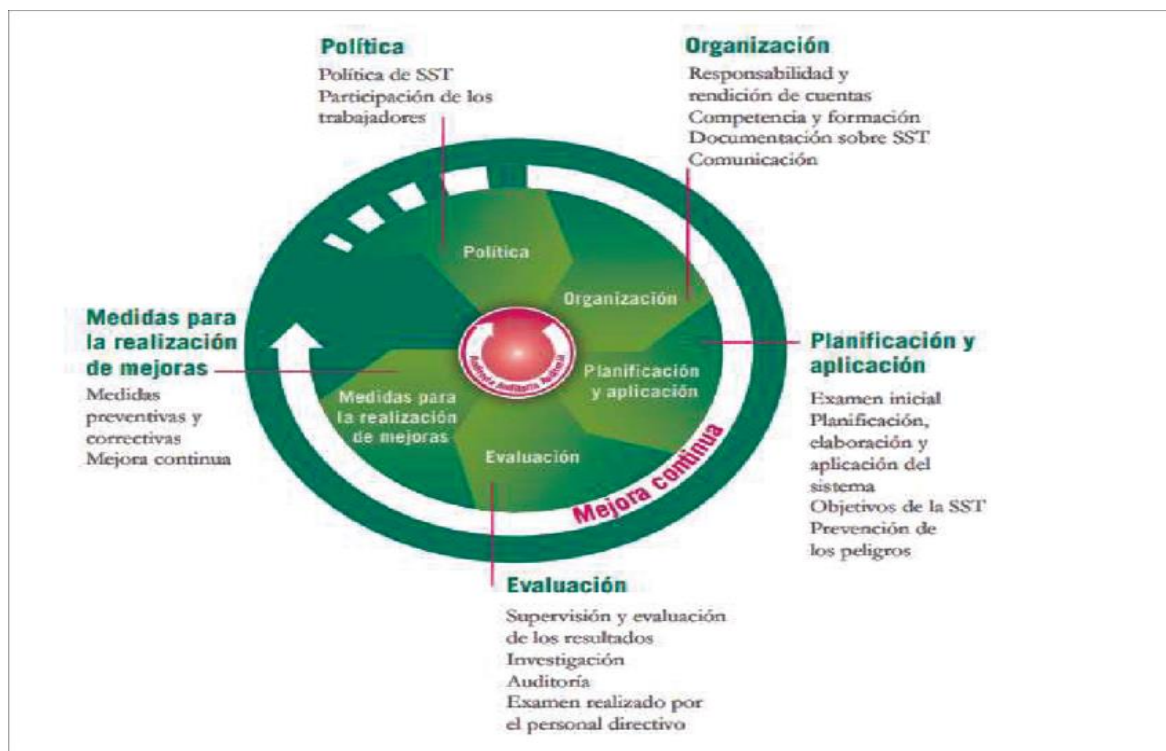 Política
Política de SST
Participación de los
trabajadores
Organización
Responsabilidad y
rendición de cuentas
Competencia y formación
Documentación sobre SST
Comunicación
Política
Organización
Planificación
y aplicación
Evaluación
Medidas para
la realización
de mejoras
Auditoría Auditoría Auditoría
Mejora continua
Medidas para
la realización
de mejoras
Medidas
preventivas y
correctivas
Mejora continua
Planificación y
aplicación
Examen inicial
Planificación,
elaboración y
aplicación del
sistema
Objetivos de la SST
Prevención de
los peligros
Evaluación
Supervisión y evaluación
de los resultados
Investigación
Auditoría
Examen realizado por
el personal directivo